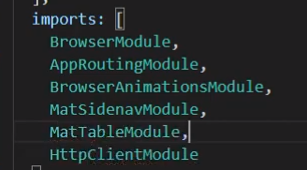 ],
imports: [
BrowserModule,
AppRoutingModule,
BrowserAnimationsModule,
MatSidenavModule,
MatTableModule,
HttpClientModule